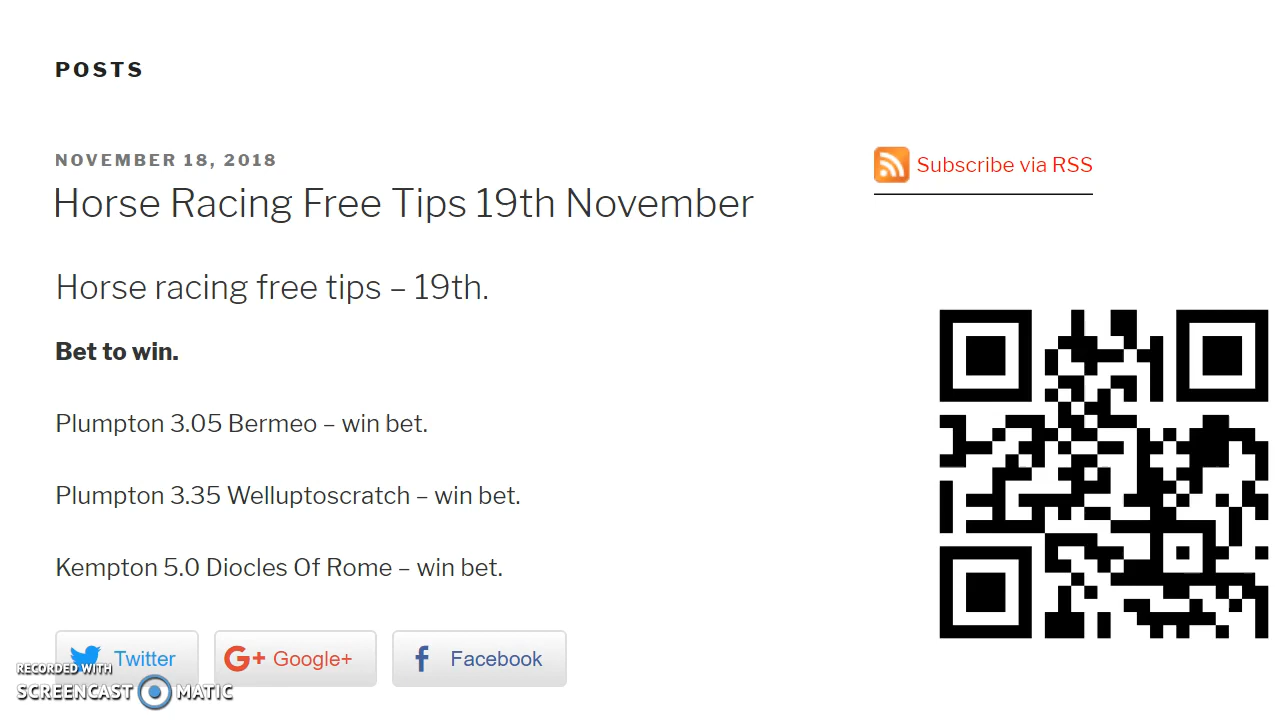 POSTS
NOVEMBER 18, 2018
Subscribe via RSS
Horse Racing Free Tips 19th November
Horse racing free tips – 19th.
Bet to win.
Plumpton 3.05 Bermeo – win bet.
Plumpton 3.35 Welluptoscratch – win bet.
Kempton 5.0 Diocles Of Rome – win bet.
Twitter
G+ Google+
Facebook
RECORDED WITH
SCREENCAST MATIC